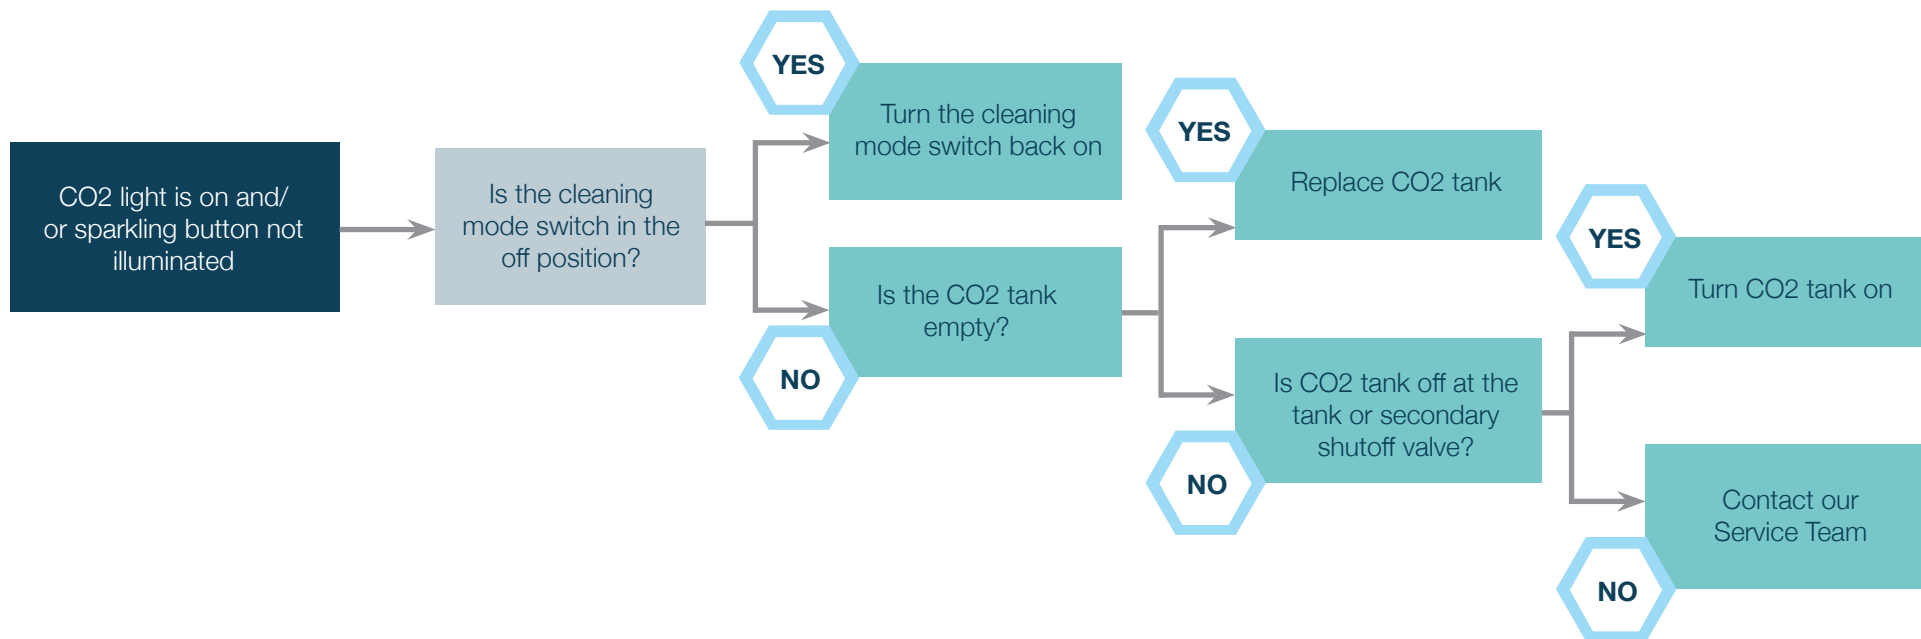 CO2 light is on and/
or sparkling button not
illuminated
Is the cleaning
mode switch in the
off position?
YES
Turn the cleaning
mode switch back on
NO
Is the CO2 tank
empty?
YES
Replace CO2 tank
NO
Is CO2 tank off at the
tank or secondary
shutoff valve?
YES
Turn CO2 tank on
NO
Contact our
Service Team